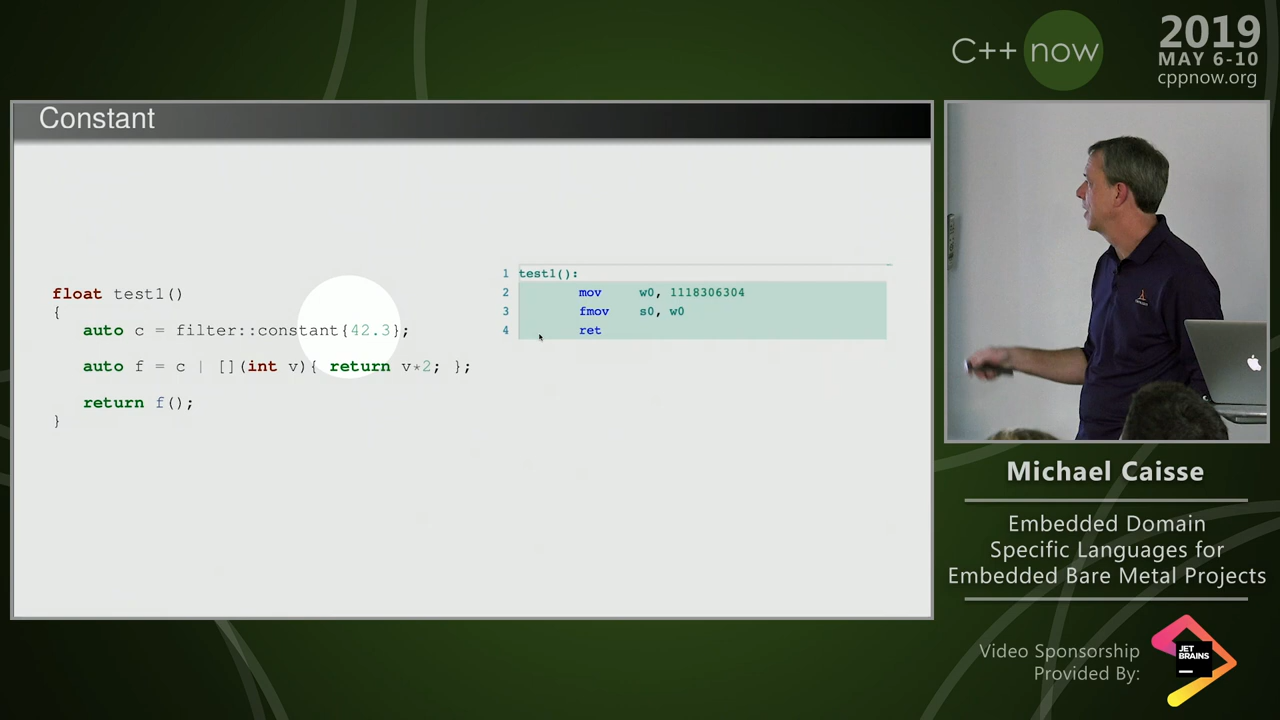 C++ now
2019
MAY 6-10
cppnow.org
Constant
float test1()
{
auto c = filter::constant{42.3};
auto f = c | [](int v){ return v*2; };
return f();
}
1 test1():
2 mov w0, 1118306304
3 fmov s0, w0
4 ret
Michael Caisse
Embedded Domain
Specific Languages for
Embedded Bare Metal Projects
Video Sponsorship
Provided By:
JET
BRAINS